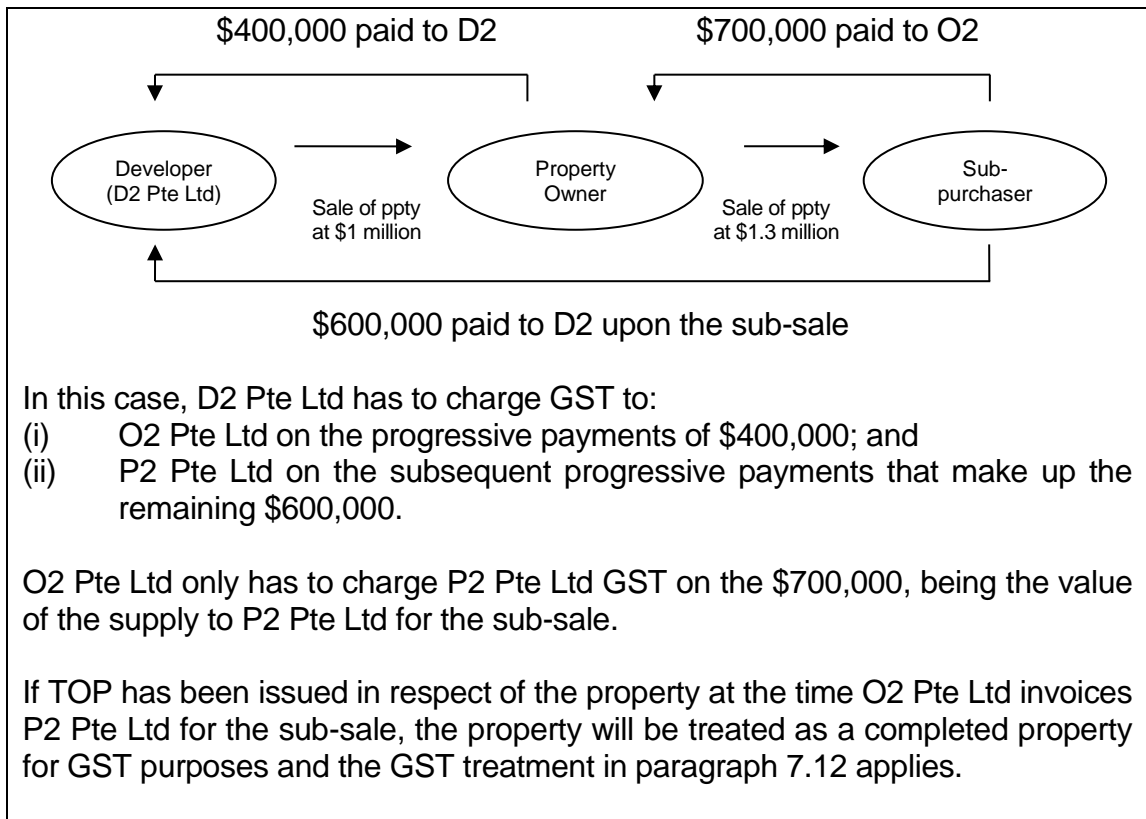 $400,000 paid to D2
$700,000 paid to O2
Developer
(D2 Pte Ltd)
Sale of ppty
at $1 million
Property
Owner
Sale of ppty
at $1.3 million
Sub-
purchaser
$600,000 paid to D2 upon the sub-sale
In this case, D2 Pte Ltd has to charge GST to:
(i) O2 Pte Ltd on the progressive payments of $400,000; and
(ii) P2 Pte Ltd on the subsequent progressive payments that make up the
remaining $600,000.
O2 Pte Ltd only has to charge P2 Pte Ltd GST on the $700,000, being the value
of the supply to P2 Pte Ltd for the sub-sale.
If TOP has been issued in respect of the property at the time O2 Pte Ltd invoices
P2 Pte Ltd for the sub-sale, the property will be treated as a completed property
for GST purposes and the GST treatment in paragraph 7.12 applies.